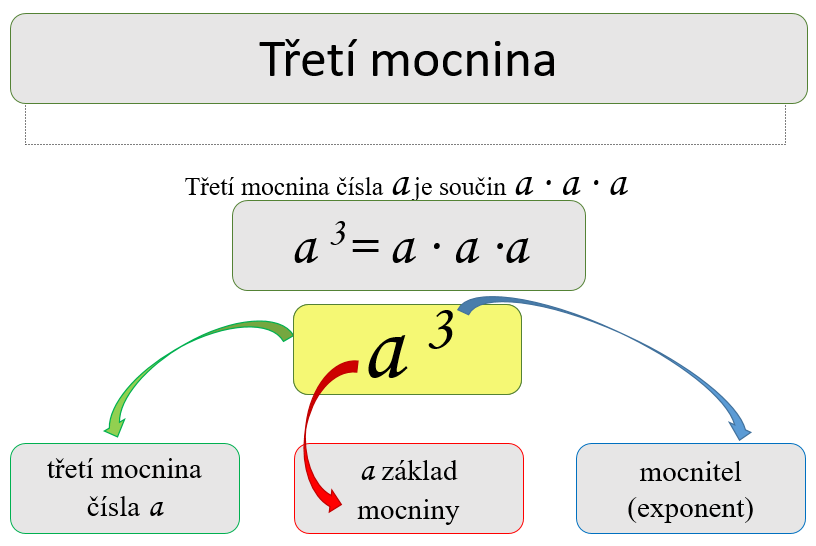 Třetí mocnina
Třetí mocnina čísla a je součin a · a · a
a ³= a · a ·a
a ³
třetí mocnina
čísla a
a základ
mocniny
mocnitel
(exponent)